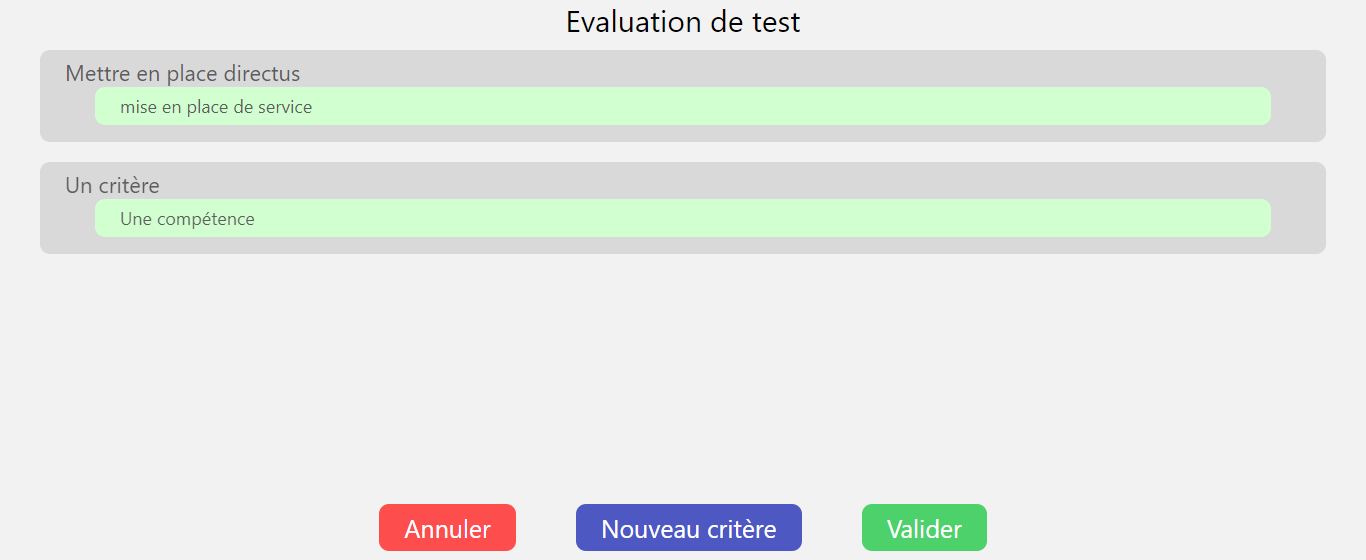 Evaluation de test
Mettre en place directus
mise en place de service
Un critère
Une compétence
Annuler
Nouveau critère
Valider